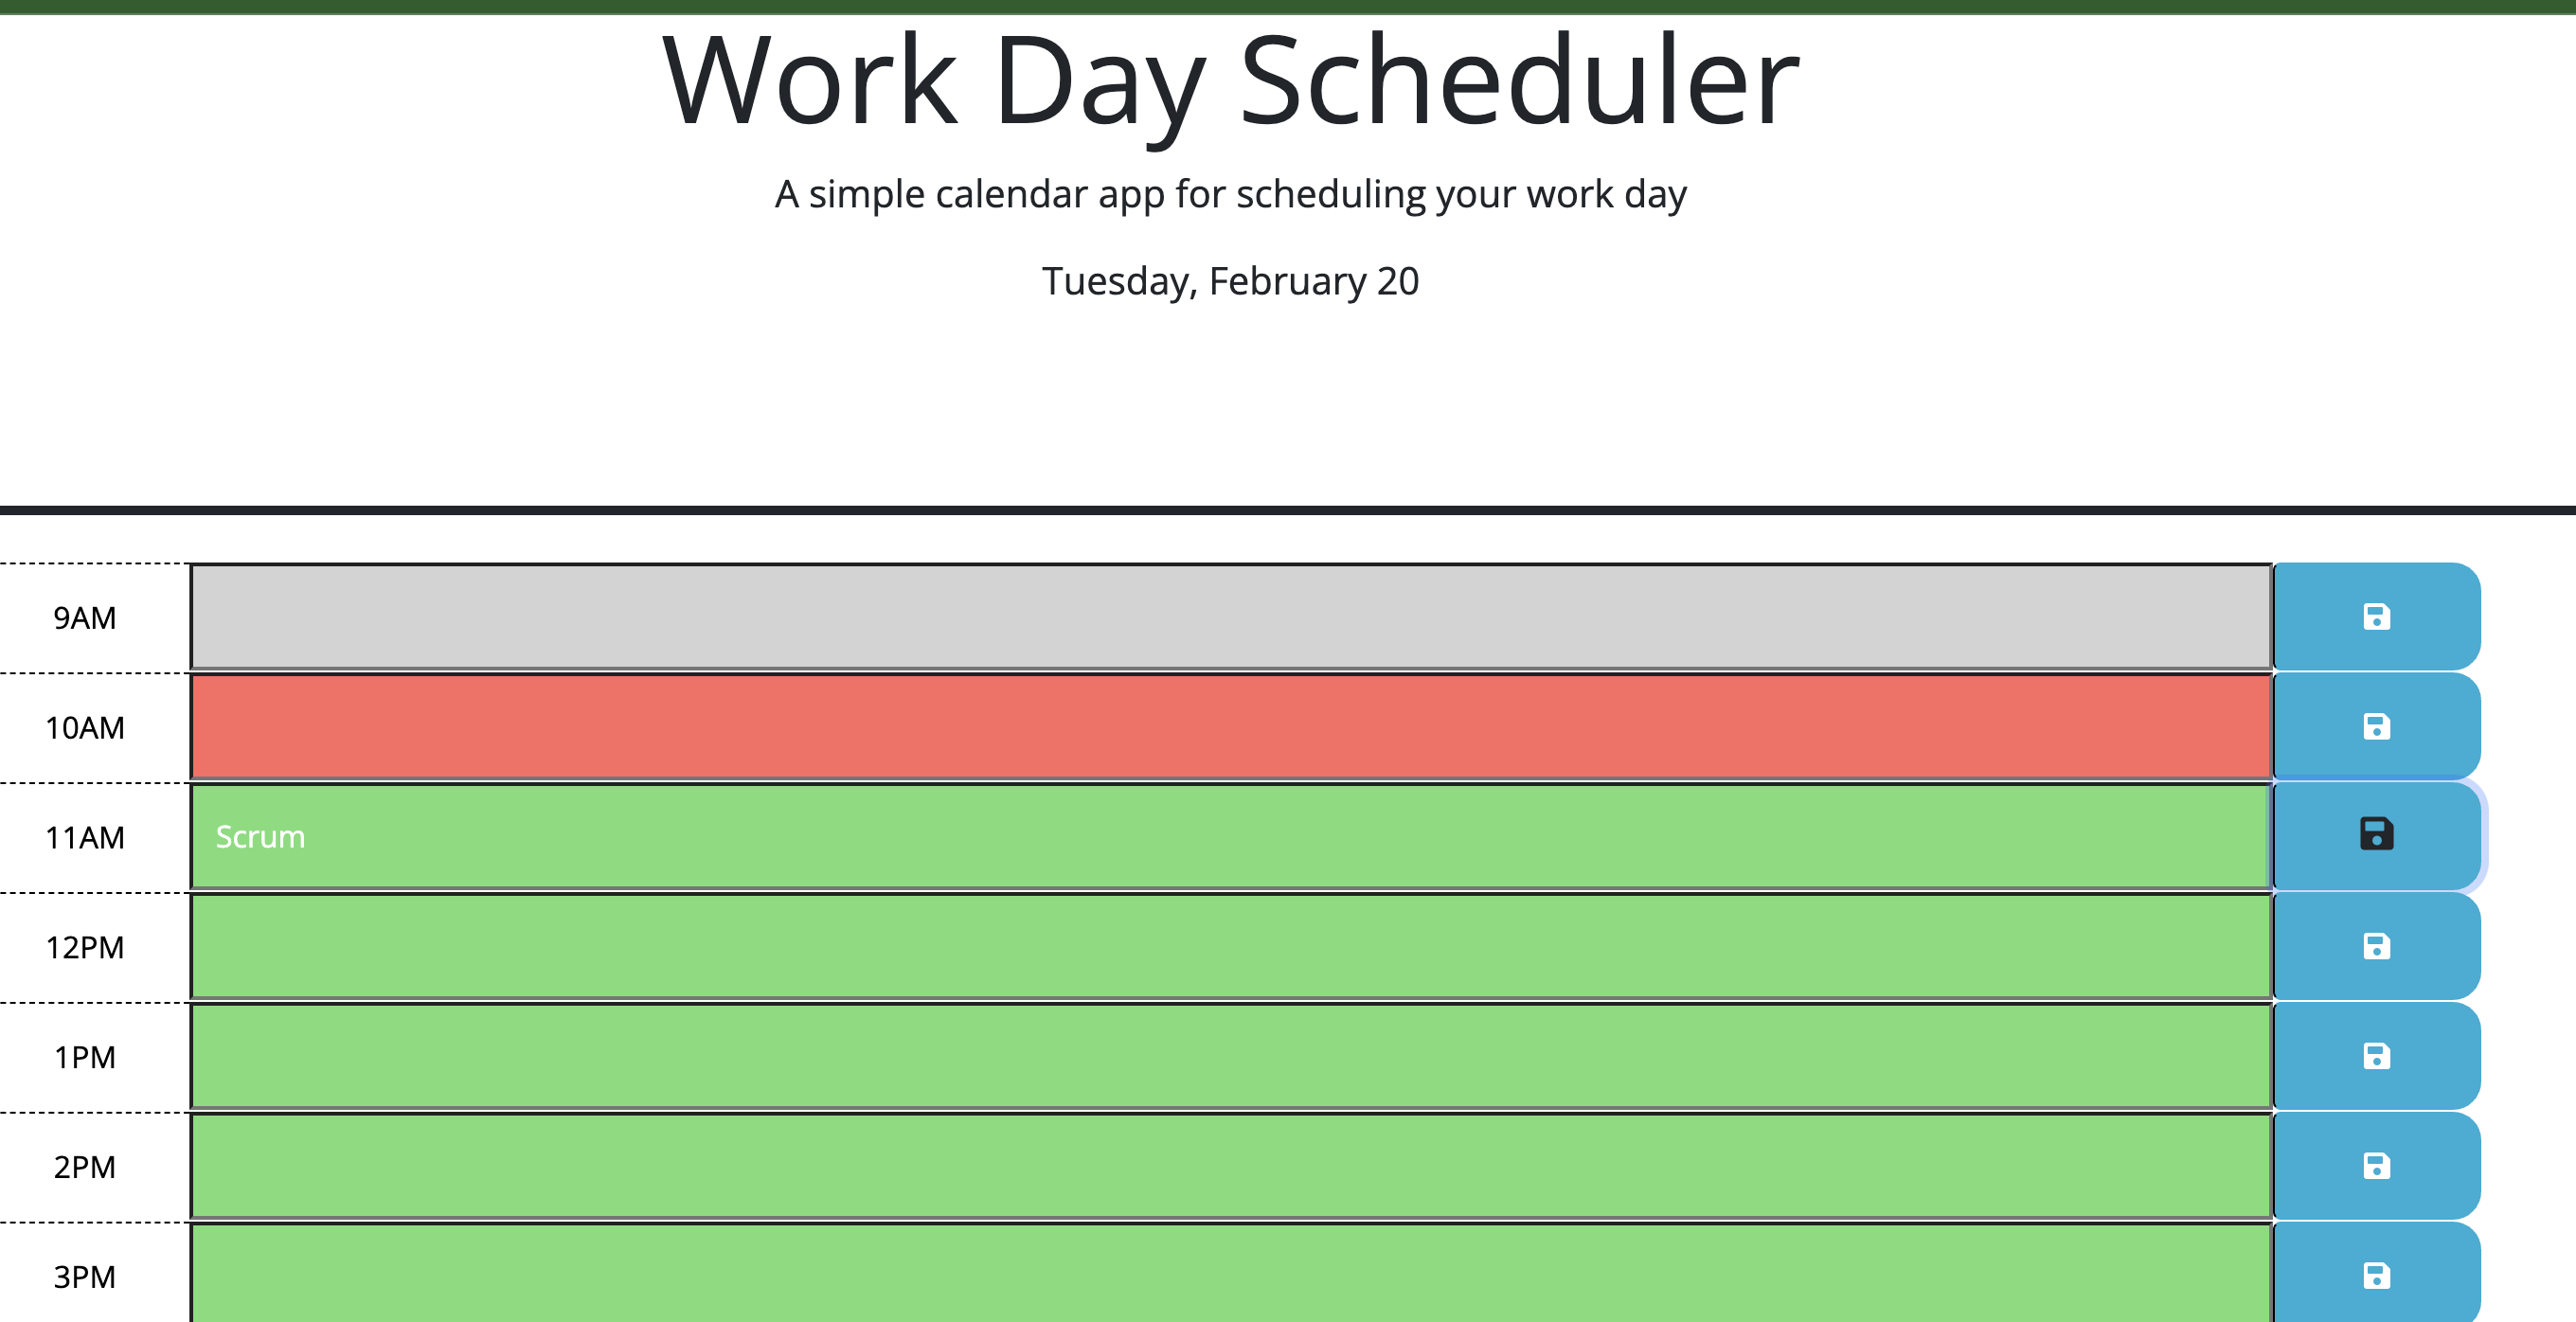 Work Day Scheduler
A simple calendar app for scheduling your work day
Tuesday, February 20
9AM
10AM
11AM
Scrum
12PM
1PM
2PM
3PM